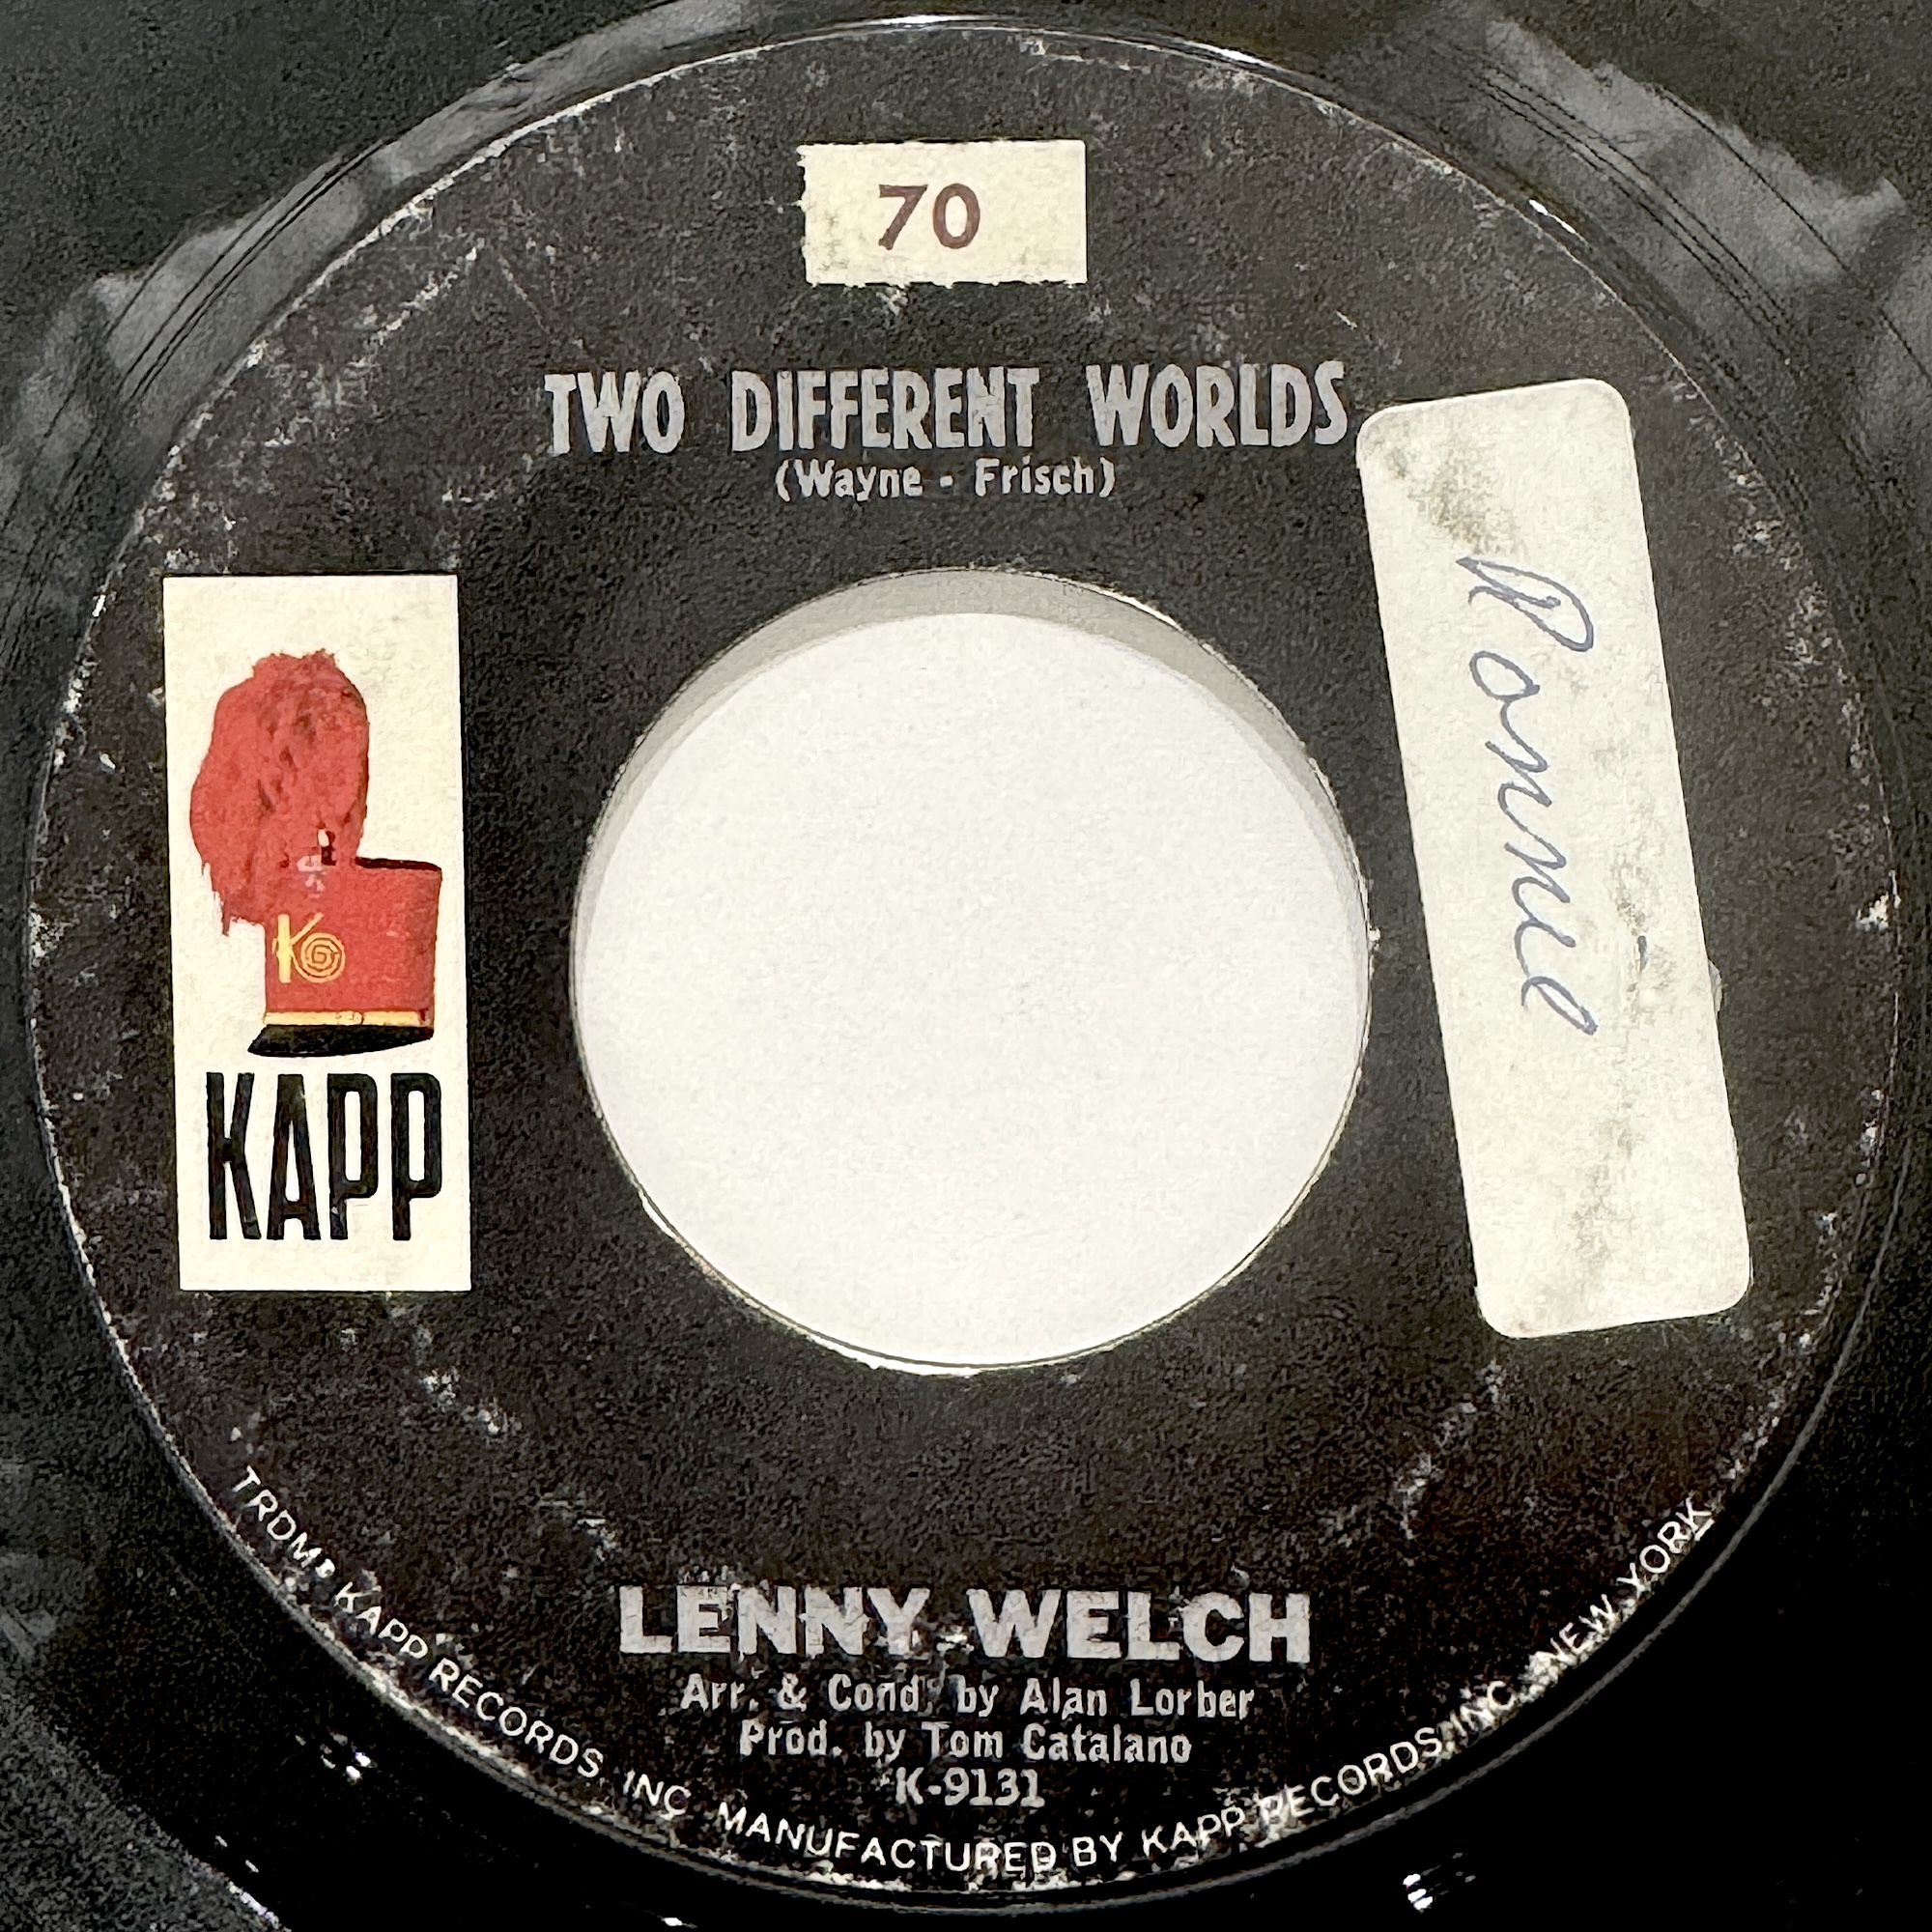 70
TWO DIFFERENT WORLDS
(Wayne - Frisch)
K
KAPP
Ronnie
LENNY WELCH
Arr. & Cond. by Alan Lorber
Prod. by Tom Catalano
K-9131
TRDMK KAPP RECORDS, INC. MANUFACTURED BY KAPP RECORDS, INC., NEW YORK